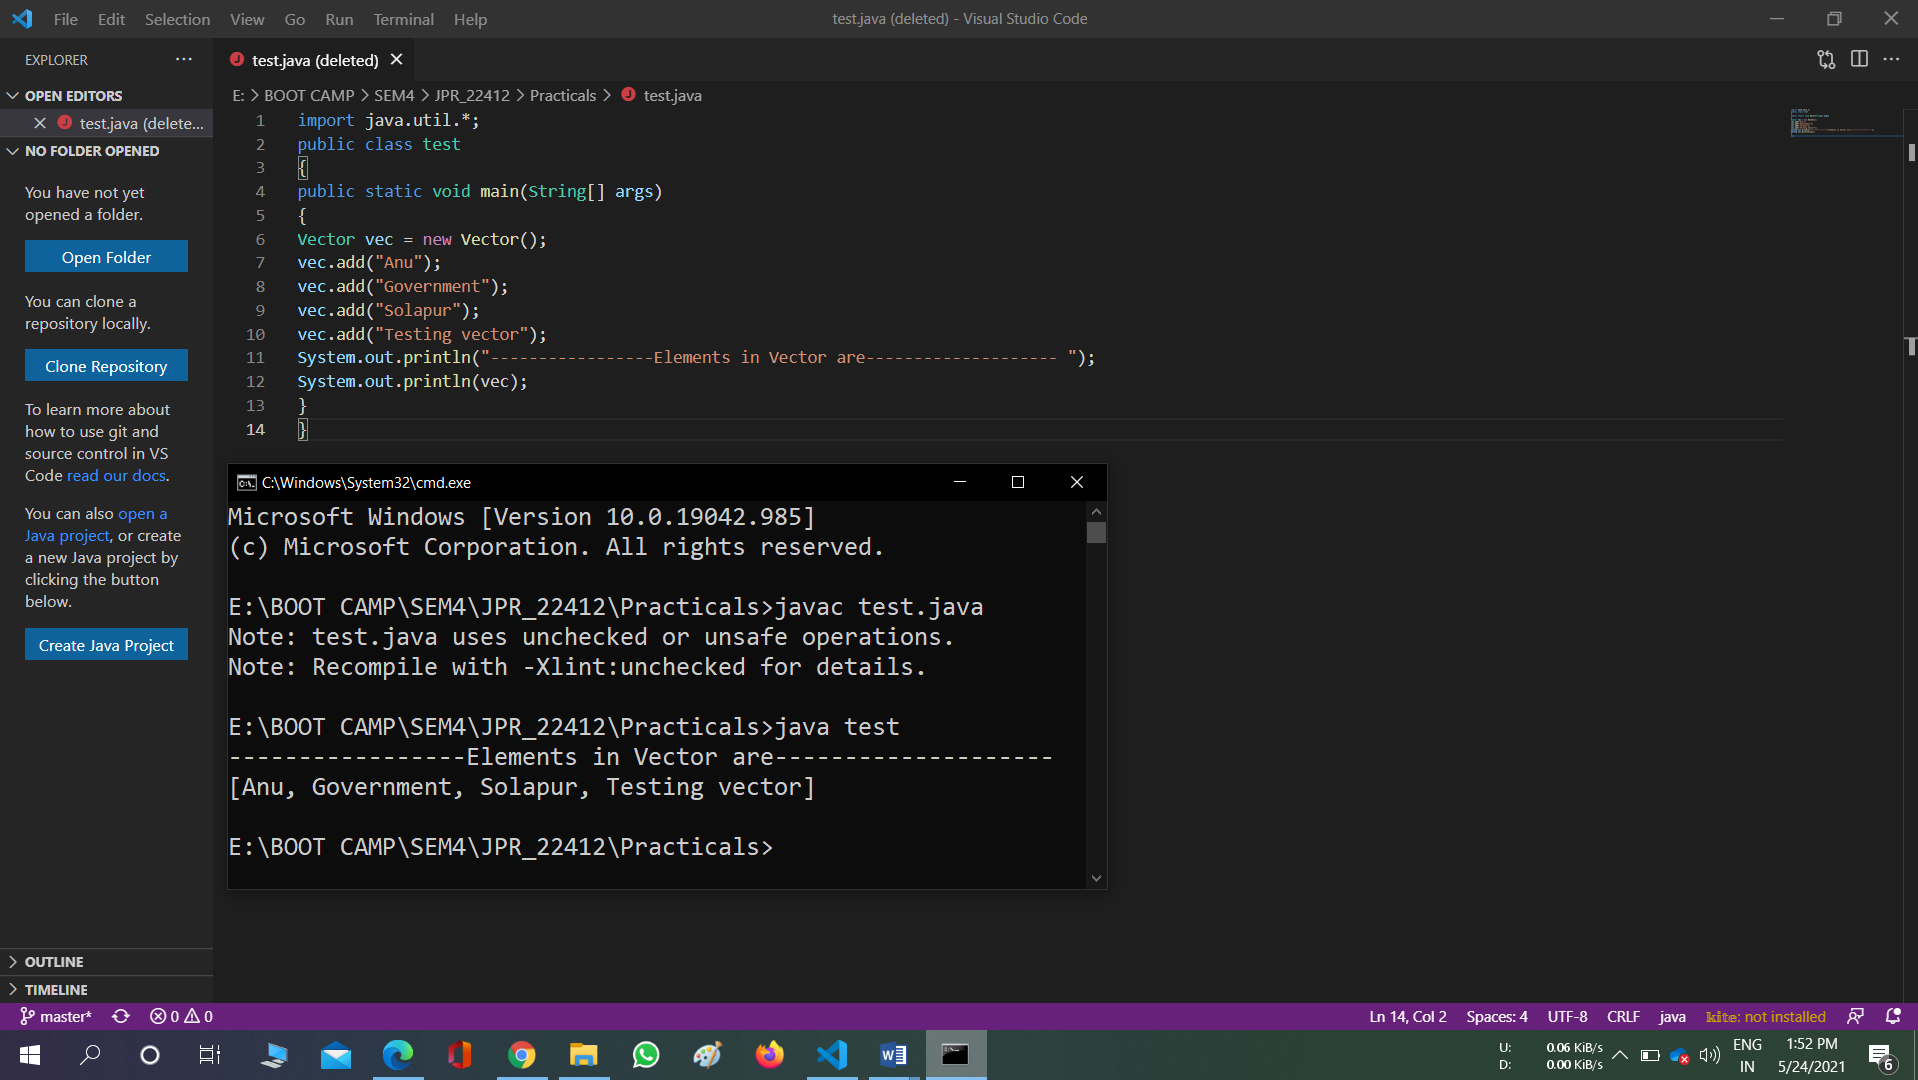 File Edit Selection View Go Run Terminal Help
test.java (deleted) - Visual Studio Code
EXPLORER
OPEN EDITORS
test.java (delete...
NO FOLDER OPENED
You have not yet
opened a folder.
Open Folder
You can clone a
repository locally.
Clone Repository
To learn more about
how to use git and
source control in VS
Code read our docs.
You can also open a
Java project, or create
a new Java project by
clicking the button
below.
Create Java Project
OUTLINE
TIMELINE
test.java (deleted)
E: > BOOT CAMP > SEM4 > JPR_22412 > Practicals > test.java
1 import java.util.*;
2 public class test
3 {
4 public static void main(String[] args)
5 {
6 Vector vec = new Vector();
7 vec.add("Anu");
8 vec.add("Government");
9 vec.add("Solapur");
10 vec.add("Testing vector");
11 System.out.println("-----------------Elements in Vector are-------------------- ");
12 System.out.println(vec);
13 }
14 }
C:\Windows\System32\cmd.exe
Microsoft Windows [Version 10.0.19042.985]
(c) Microsoft Corporation. All rights reserved.
E:\BOOT CAMP\SEM4\JPR_22412\Practicals>javac test.java
Note: test.java uses unchecked or unsafe operations.
Note: Recompile with -Xlint:unchecked for details.
E:\BOOT CAMP\SEM4\JPR_22412\Practicals>java test
-----------------Elements in Vector are--------------------
[Anu, Government, Solapur, Testing vector]
E:\BOOT CAMP\SEM4\JPR_22412\Practicals>
master* 0 0
Ln 14, Col 2 Spaces: 4 UTF-8 CRLF java kite: not installed
U: 0.06 KiB/s
D: 0.00 KiB/s
ENG
IN
1:52 PM
5/24/2021
6